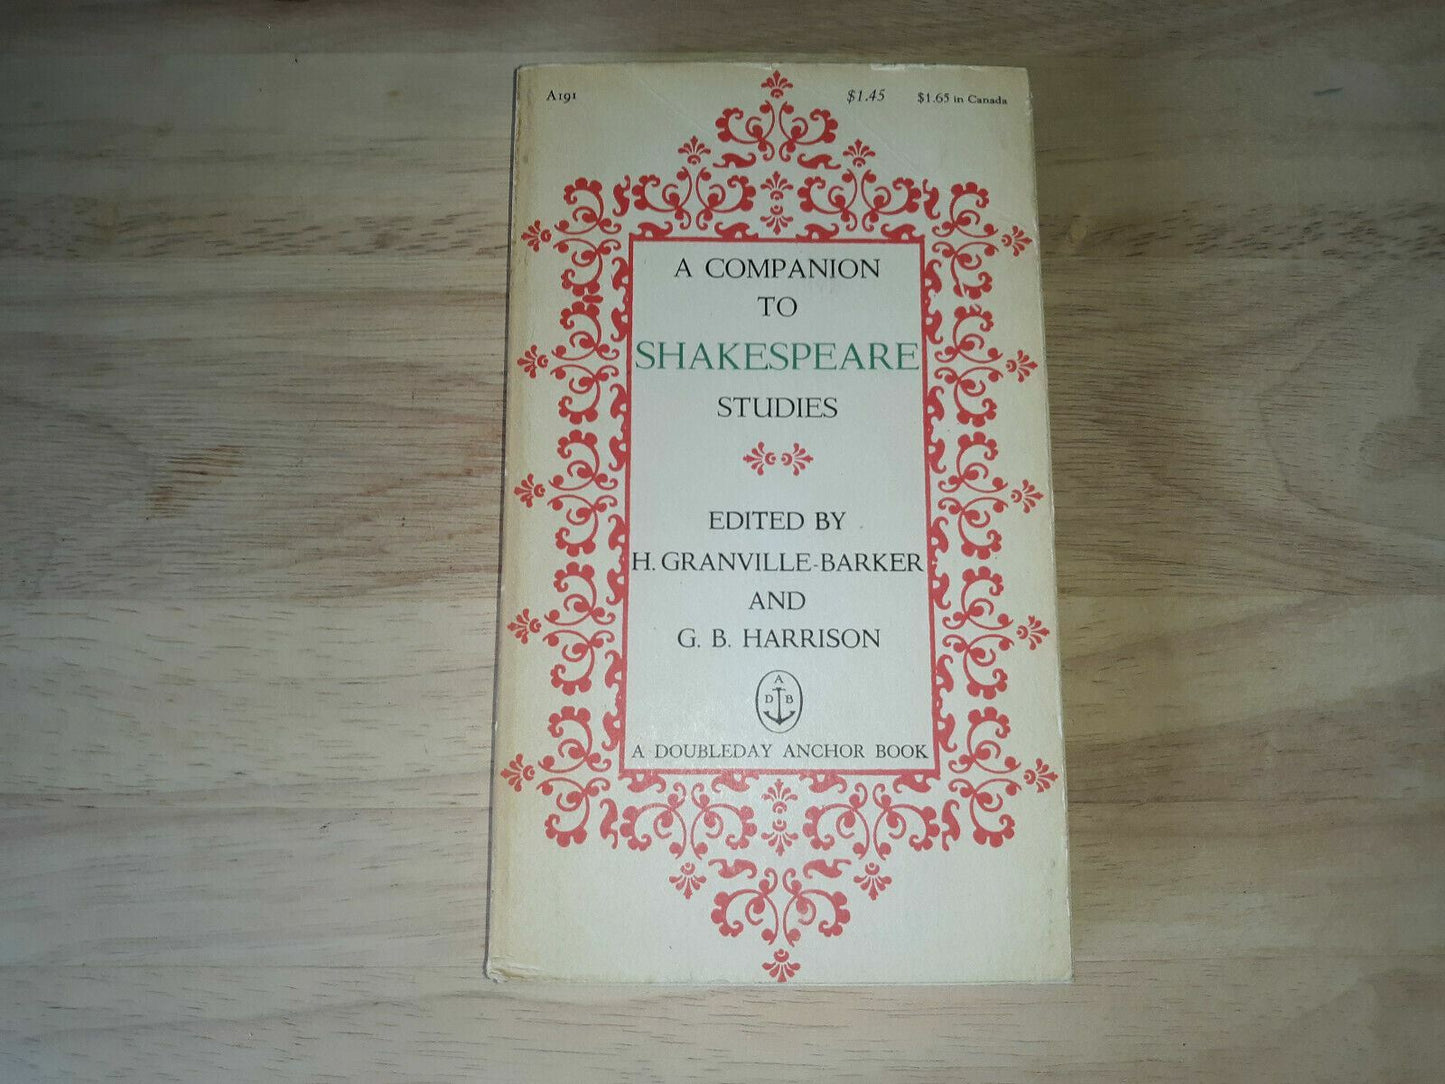 A191 $1.45 $1.65 in Canada
A COMPANION
TO
SHAKESPEARE
STUDIES
EDITED BY
H. GRANVILLE-BARKER
AND
G. B. HARRISON
A
D B
A DOUBLEDAY ANCHOR BOOK